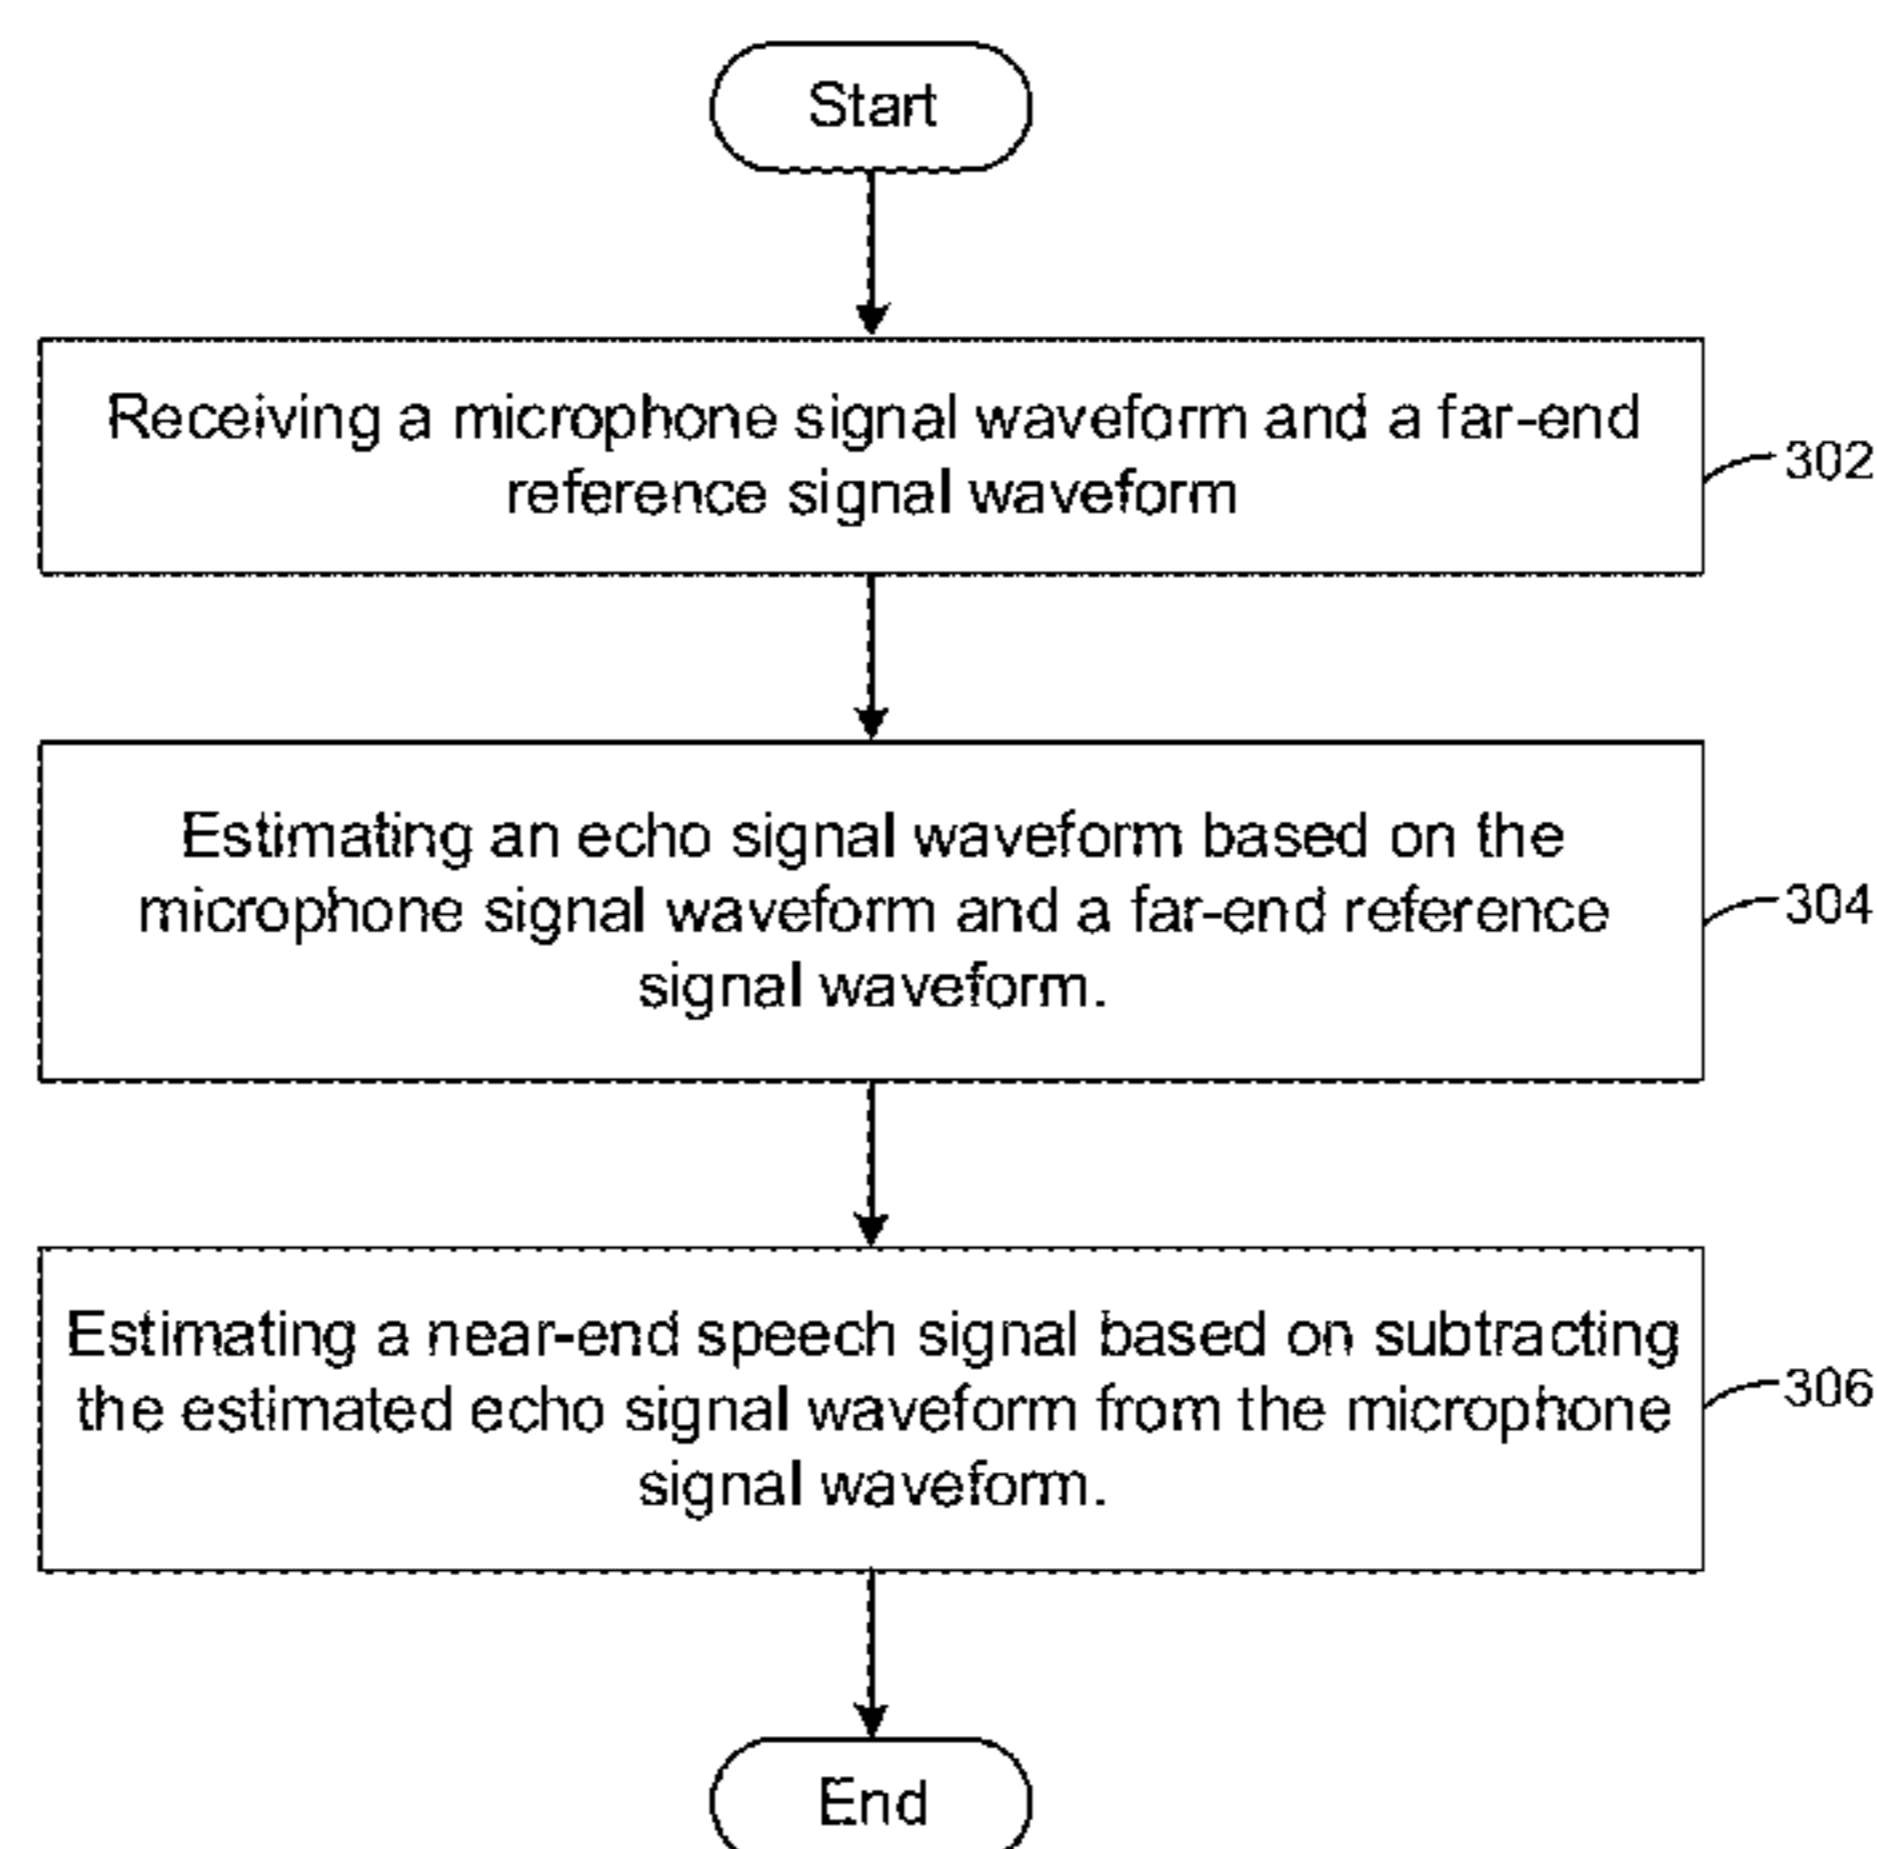 Start
Receiving a microphone signal waveform and a far-end
reference signal waveform
302
Estimating an echo signal waveform based on the
microphone signal waveform and a far-end reference
signal waveform.
304
Estimating a near-end speech signal based on subtracting
the estimated echo signal waveform from the microphone
signal waveform.
306
End